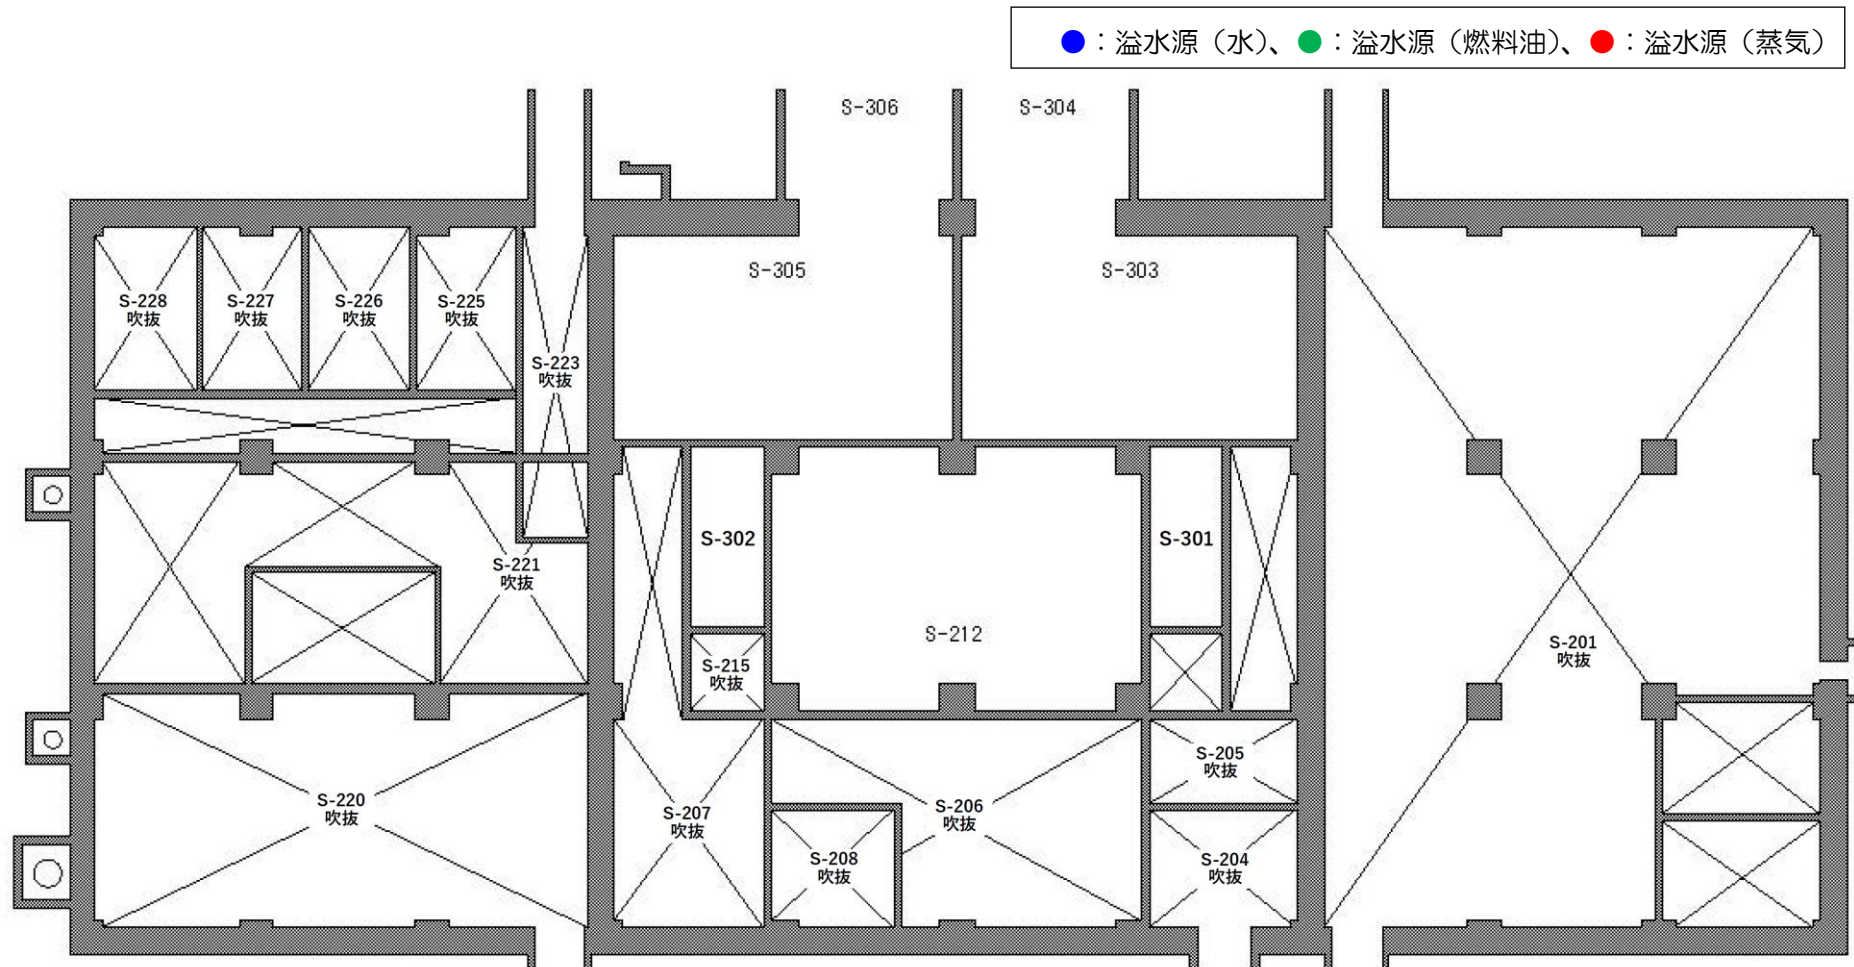 ●：溢水源（水）、●：溢水源（燃料油）、●：溢水源（蒸気）
S-306
S-304
S-305
S-303
S-228
吹抜
S-227
吹抜
S-226
吹抜
S-225
吹抜
S-223
吹抜
S-302
S-301
S-221
吹抜
S-212
S-215
吹抜
S-201
吹抜
S-205
吹抜
S-220
吹抜
S-207
吹抜
S-206
吹抜
S-208
吹抜
S-204
吹抜